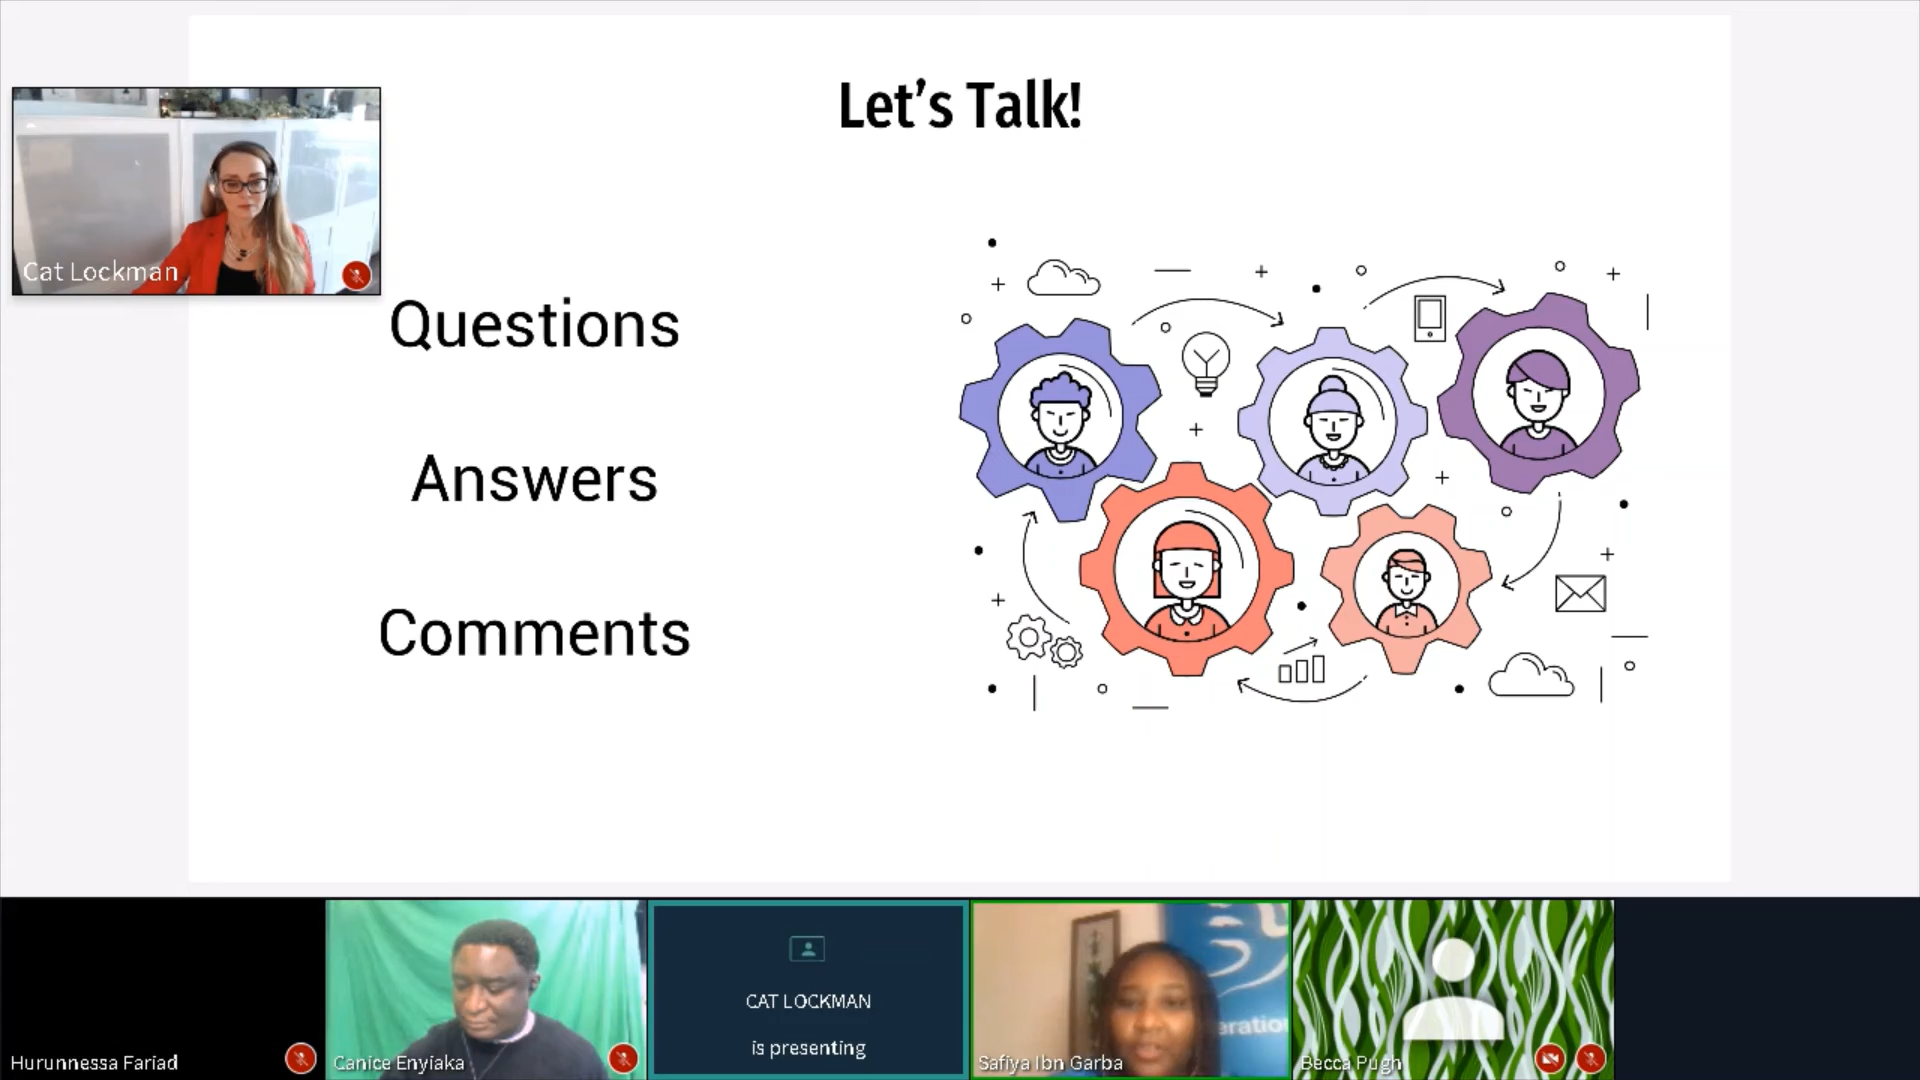 Let's Talk!
Cat Lockman
Questions
Answers
Comments
Hurunnessa Fariad
Canice Enyiaka
CAT LOCKMAN
is presenting
Safiya Ibn Garba
Becca Pugh